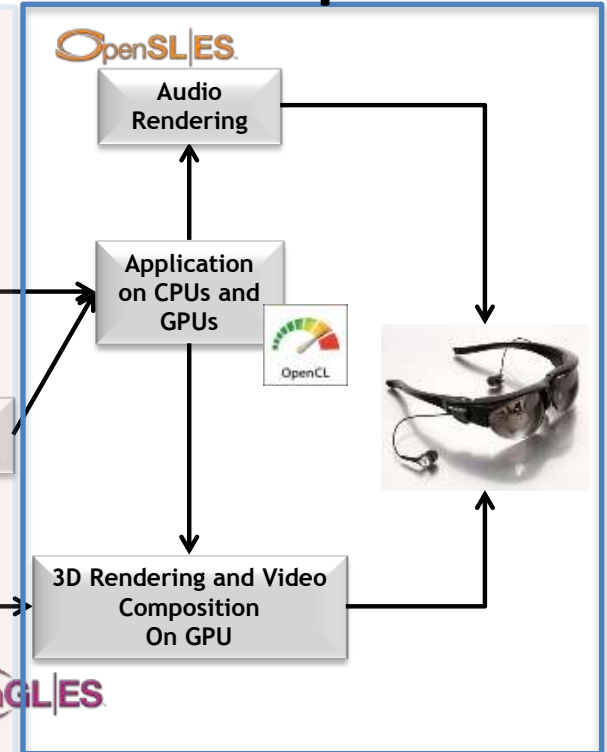 OpenSL|ES
Audio
Rendering
Application
on CPUs and
GPUs
OpenCL
3D Rendering and Video
Composition
On GPU
GL|ES